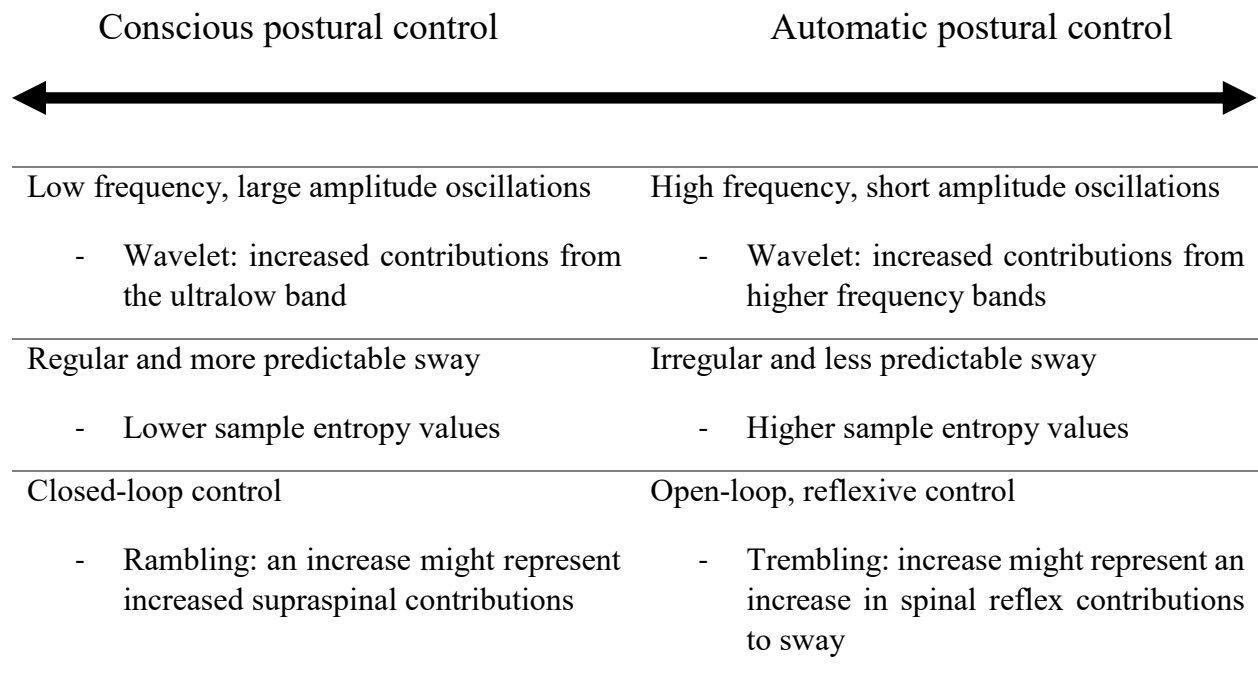 Conscious postural control
Automatic postural control
Low frequency, large amplitude oscillations
- Wavelet: increased contributions from
the ultralow band
High frequency, short amplitude oscillations
- Wavelet: increased contributions from
higher frequency bands
Regular and more predictable sway
- Lower sample entropy values
Irregular and less predictable sway
- Higher sample entropy values
Closed-loop control
- Rambling: an increase might represent
increased supraspinal contributions
Open-loop, reflexive control
- Trembling: increase might represent an
increase in spinal reflex contributions
to sway